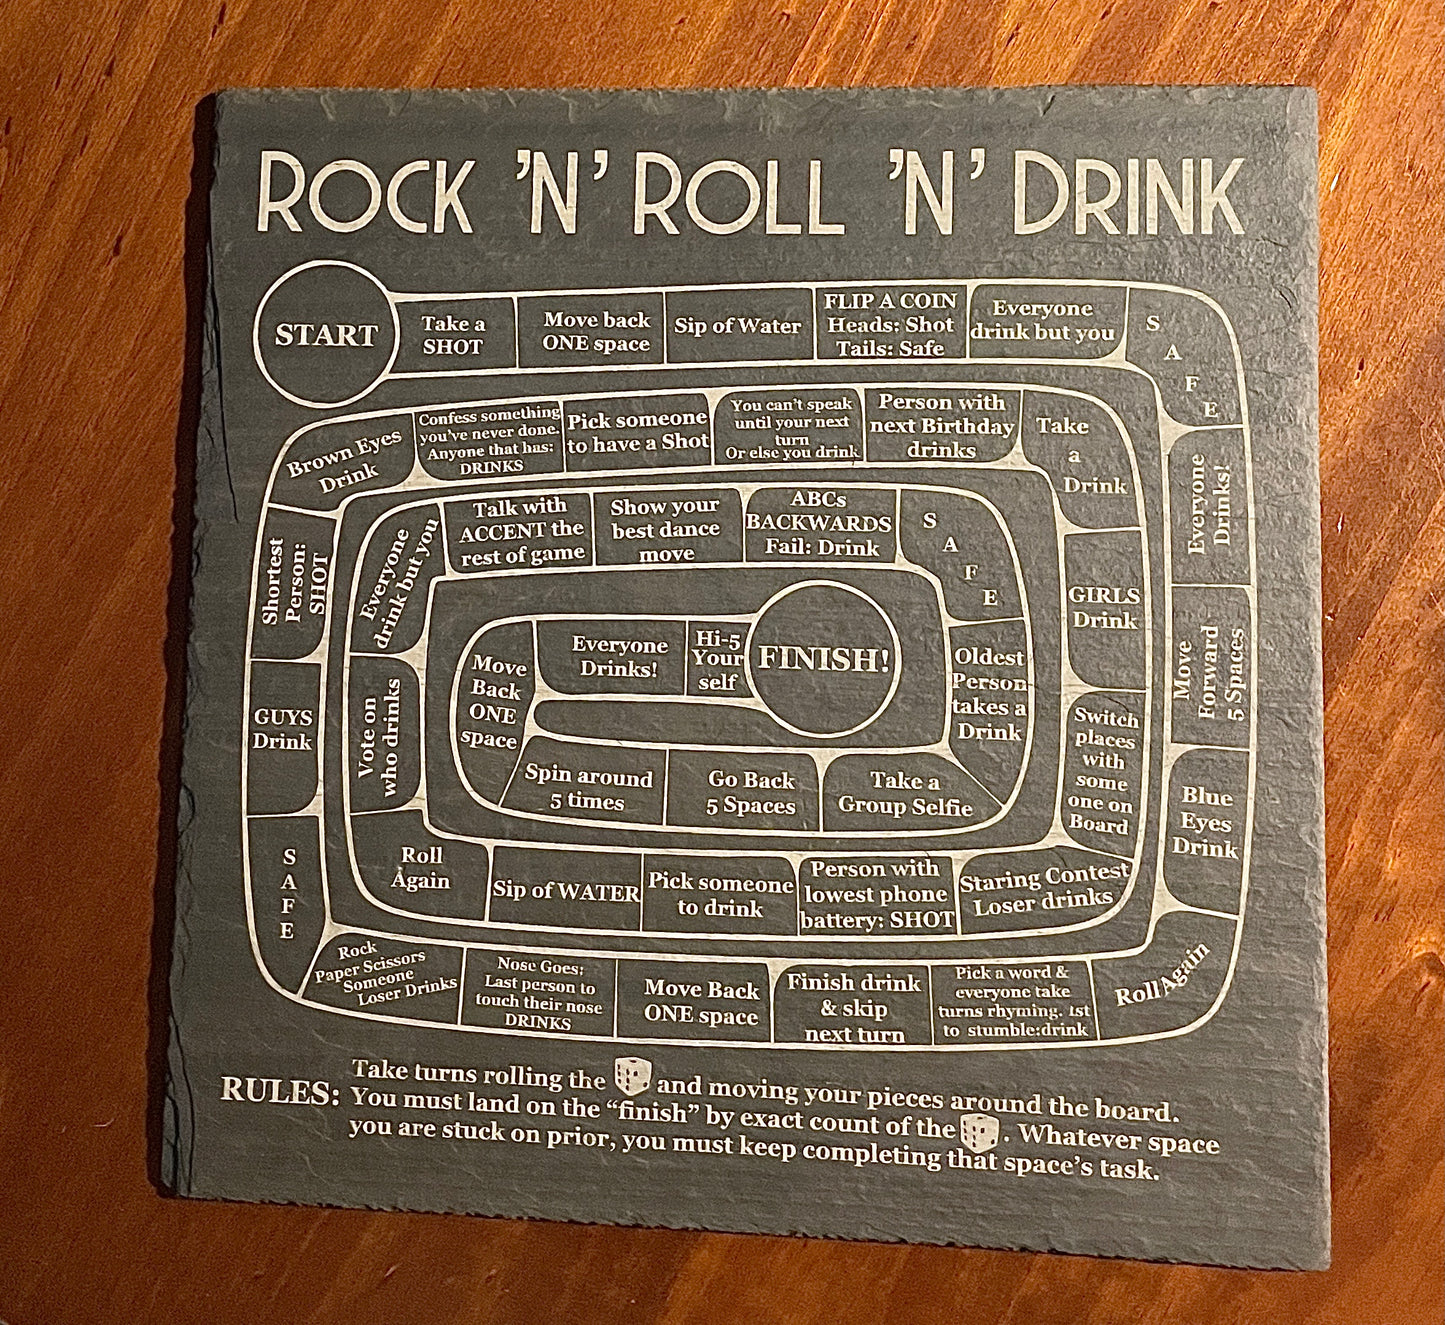 ROCK 'N' ROLL 'N' DRINK
START
Take a
SHOT
Move back
ONE space
Sip of Water
FLIP A COIN
Heads: Shot
Tails: Safe
Everyone
drink but you
S
A
F
E
Everyone
Drinks!
Move
Forward
5 Spaces
Blue
Eyes
Drink
Roll Again
Pick a word &
everyone take
turns rhyming. 1st
to stumble:drink
Finish drink
& skip
next turn
Move Back
ONE space
Nose Goes:
Last person to
touch their nose
DRINKS
Rock
Paper Scissors
Someone
Loser Drinks
S
A
F
E
GUYS
Drink
Shortest
Person:
SHOT
Brown Eyes
Drink
Confess something
you've never done.
Anyone that has:
DRINKS
Pick someone
to have a Shot
You can't speak
until your next
turn
Or else you drink
Person with
next Birthday
drinks
Take
a
Drink
GIRLS
Drink
Switch
places
with
some
one on
Board
Staring Contest
Loser drinks
Person with
lowest phone
battery: SHOT
Pick someone
to drink
Sip of WATER
Roll
Again
Vote on
who drinks
Everyone
drink but you
Talk with
ACCENT the
rest of game
Show your
best dance
move
ABCs
BACKWARDS
Fail: Drink
S
A
F
E
Oldest
Person
takes a
Drink
Take a
Group Selfie
Go Back
5 Spaces
Spin around
5 times
Move
Back
ONE
space
Everyone
Drinks!
Hi-5
Your
self
FINISH!
RULES:
Take turns rolling the and moving your pieces around the board.
You must land on the "finish" by exact count of the . Whatever space
you are stuck on prior, you must keep completing that space's task.